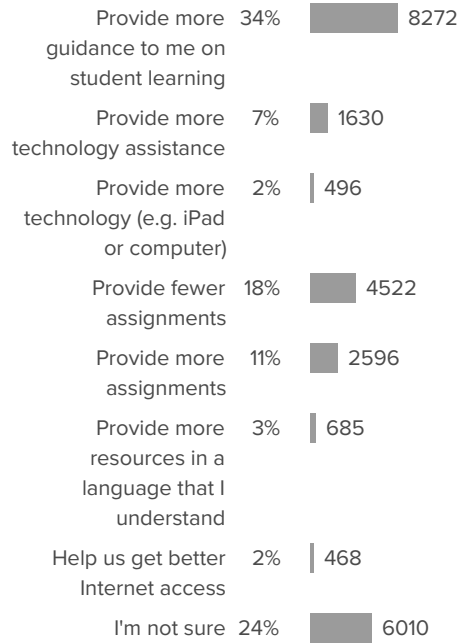 Provide more 34% 8272
guidance to me on
student learning
Provide more 7% 1630
technology assistance
Provide more 2% 496
technology (e.g. iPad
or computer)
Provide fewer 18% 4522
assignments
Provide more 11% 2596
assignments
Provide more 3% 685
resources in a
language that I
understand
Help us get better 2% 468
Internet access
I'm not sure 24% 6010